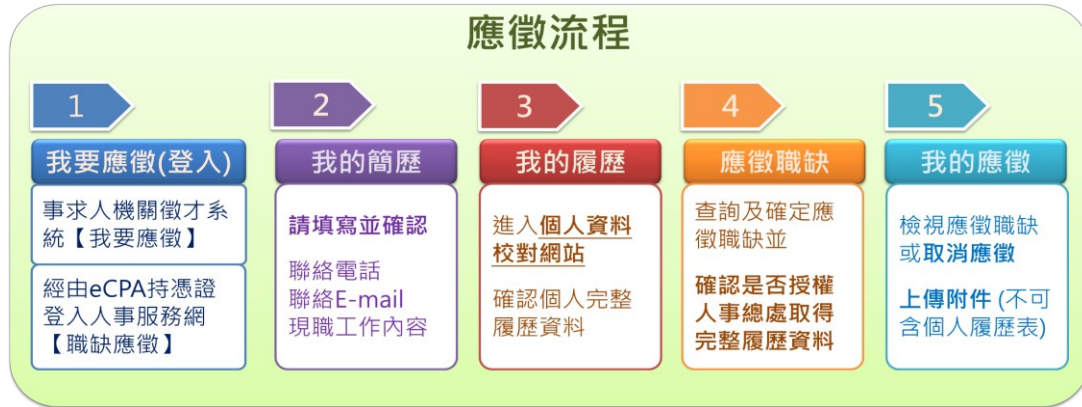 應徵流程
1
我要應徵(登入)
事求人機關徵才系
統【我要應徵】
經由eCPA持憑證
登入人事服務網
【職缺應徵】
2
我的簡歷
請填寫並確認
聯絡電話
聯絡E-mail
現職工作內容
3
我的履歷
進入個人資料
校對網站
確認個人完整
履歷資料
4
應徵職缺
查詢及確定應
徵職缺並
確認是否授權
人事總處取得
完整履歷資料
5
我的應徵
檢視應徵職缺
或取消應徵
上傳附件 (不可
含個人履歷表)